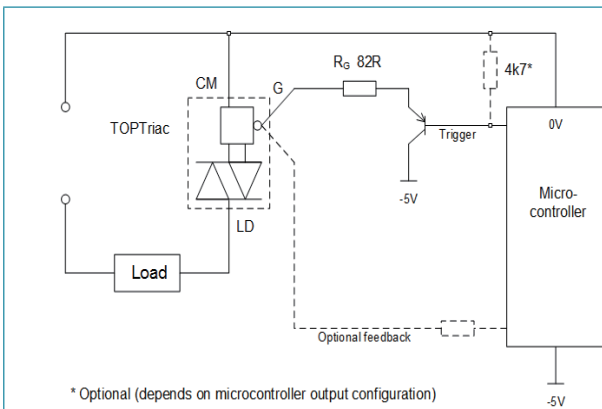 RG 82R
CM
G
4k7*
TOPTriac
Trigger
0V
-5V
Micro-
controller
LD
Load
Optional feedback
* Optional (depends on microcontroller output configuration)
-5V